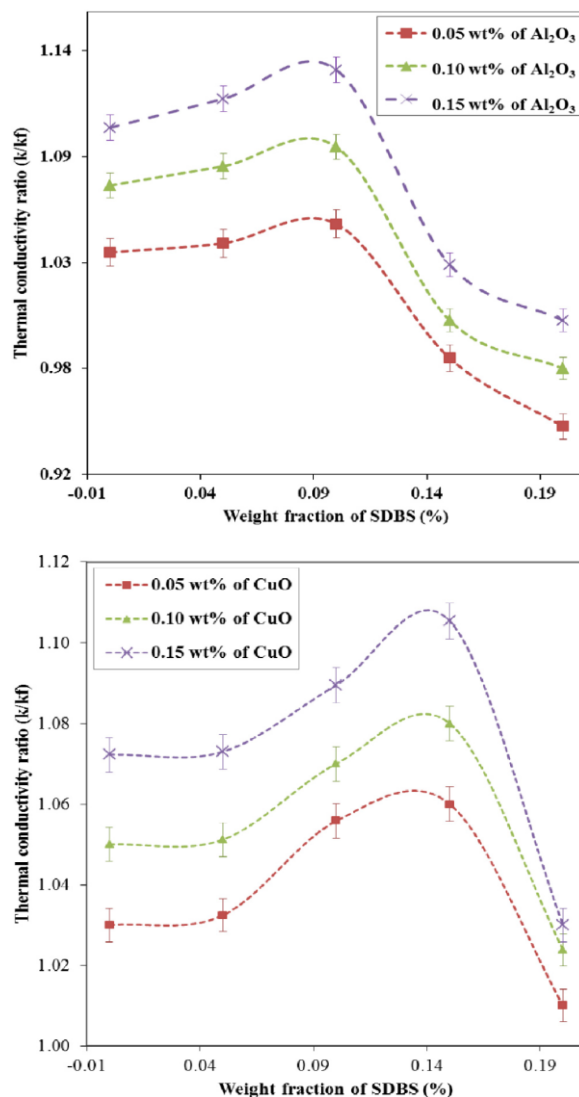 1.14
1.09
1.03
0.98
0.92
Thermal conductivity ratio (k/kf)
0.05 wt% of Al₂O₃
0.10 wt% of Al₂O₃
0.15 wt% of Al₂O₃
-0.01 0.04 0.09 0.14 0.19
Weight fraction of SDBS (%)
1.12
1.10
1.08
1.06
1.04
1.02
1.00
Thermal conductivity ratio (k/kf)
0.05 wt% of CuO
0.10 wt% of CuO
0.15 wt% of CuO
-0.01 0.04 0.09 0.14 0.19
Weight fraction of SDBS (%)